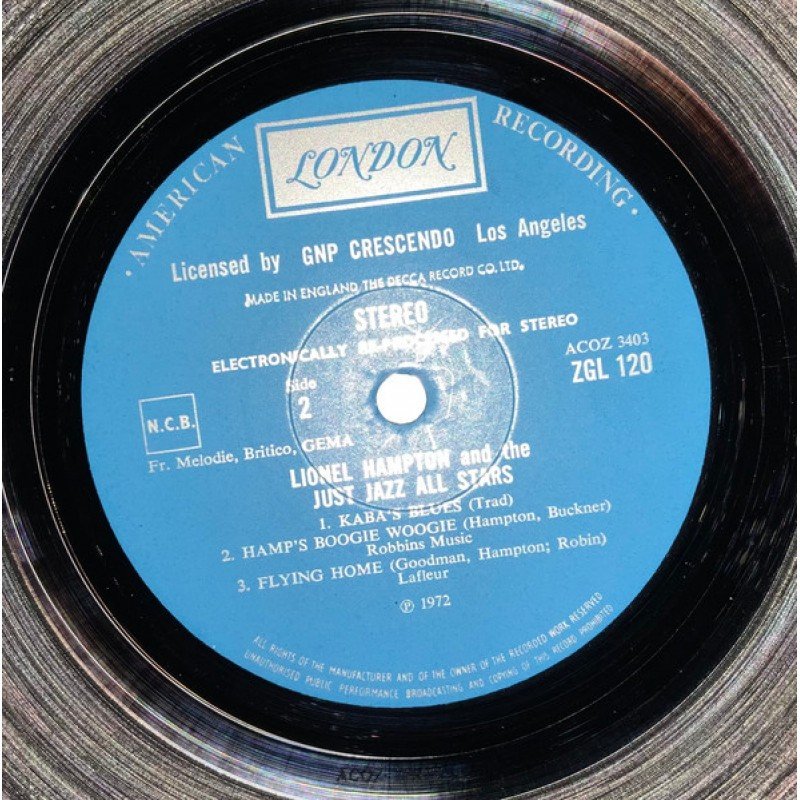 · AMERICAN RECORDING ·
LONDON
Licensed by GNP CRESCENDO Los Angeles
MADE IN ENGLAND, THE DECCA RECORD CO. LTD.
STEREO
ELECTRONICALLY RE-PROCESSED FOR STEREO
Side
2
ACOZ 3403
ZGL 120
N.C.B.
Fr. Melodie, Britico, GEMA
LIONEL HAMPTON and the
JUST JAZZ ALL STARS
1. KABA'S BLUES (Trad)
2. HAMP'S BOOGIE WOOGIE (Hampton, Buckner)
Robbins Music
3. FLYING HOME (Goodman, Hampton; Robin)
Lafleur
℗ 1972
ALL RIGHTS OF THE MANUFACTURER AND OF THE OWNER OF THE RECORDED WORK RESERVED
UNAUTHORISED PUBLIC PERFORMANCE BROADCASTING AND COPYING OF THIS RECORD PROHIBITED